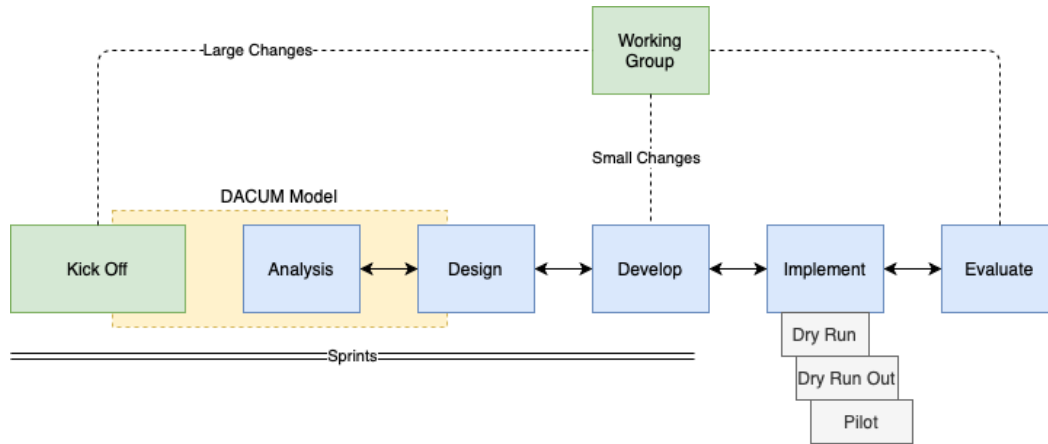 Working
Group
Large Changes
Small Changes
DACUM Model
Kick Off
Analysis
Design
Develop
Implement
Evaluate
Dry Run
Sprints
Dry Run Out
Pilot